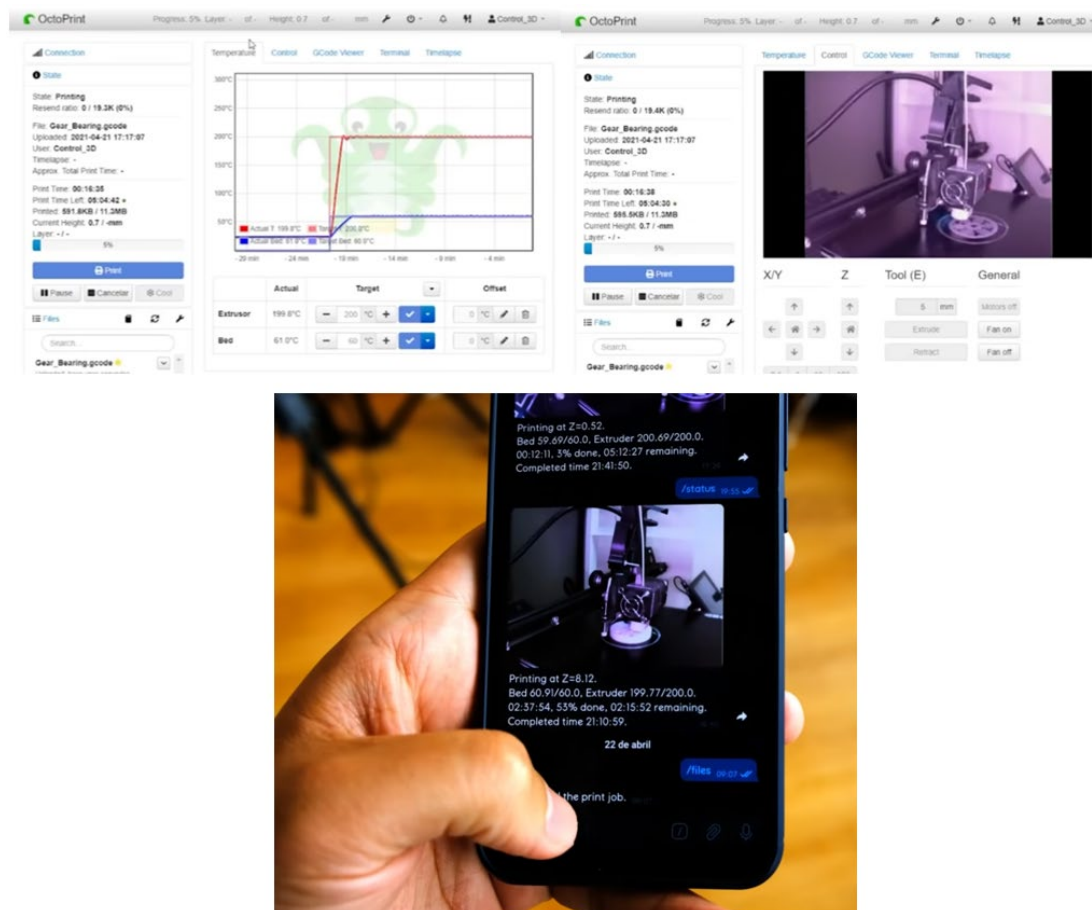 OctoPrint
Progress: 5% Layer: - of - Height: 0.7 of - mm
Control_3D
Connection
State
State: Printing
Resend ratio: 0 / 19.3K (0%)
File: Gear_Bearing.gcode
Uploaded: 2021-04-21 17:17:07
User: Control_3D
Timelapse: -
Approx. Total Print Time: -
Print Time: 00:16:35
Print Time Left: 05:04:42
Printed: 591.8KB / 11.3MB
Current Height: 0.7 / -mm
Layer: - / -
5%
Print
Pause Cancelar Cool
Files
Search...
Gear_Bearing.gcode
Temperature Control GCode Viewer Terminal Timelapse
300°C
250°C
200°C
150°C
100°C
50°C
Actual T: 199.8°C Target T: 200.0°C
Actual Bed: 61.0°C Target Bed: 60.0°C
- 29 min - 24 min - 19 min - 14 min - 9 min - 4 min
Actual Target Offset
Extrusor 199.8°C 200 °C 0 °C
Bed 61.0°C 60 °C 0 °C
OctoPrint
Progress: 5% Layer: - of - Height: 0.7 of - mm
Control_3D
Connection
State
State: Printing
Resend ratio: 0 / 19.4K (0%)
File: Gear_Bearing.gcode
Uploaded: 2021-04-21 17:17:07
User: Control_3D
Timelapse: -
Approx. Total Print Time: -
Print Time: 00:16:38
Print Time Left: 05:04:30
Printed: 595.5KB / 11.3MB
Current Height: 0.7 / -mm
Layer: - / -
5%
Print
Pause Cancelar Cool
Files
Search...
Gear_Bearing.gcode
Temperature Control GCode Viewer Terminal Timelapse
X/Y Z Tool (E) General
5 mm Motors off
Extrude Fan on
Retract Fan off
Printing at Z=0.52.
Bed 59.69/60.0, Extruder 200.69/200.0.
00:12:11, 3% done, 05:12:27 remaining.
Completed time 21:41:50.
/status 19:55
Printing at Z=8.12.
Bed 60.91/60.0, Extruder 199.77/200.0.
02:37:54, 53% done, 02:15:52 remaining.
Completed time 21:10:59.
22 de abril
/files 09:07
the print job.